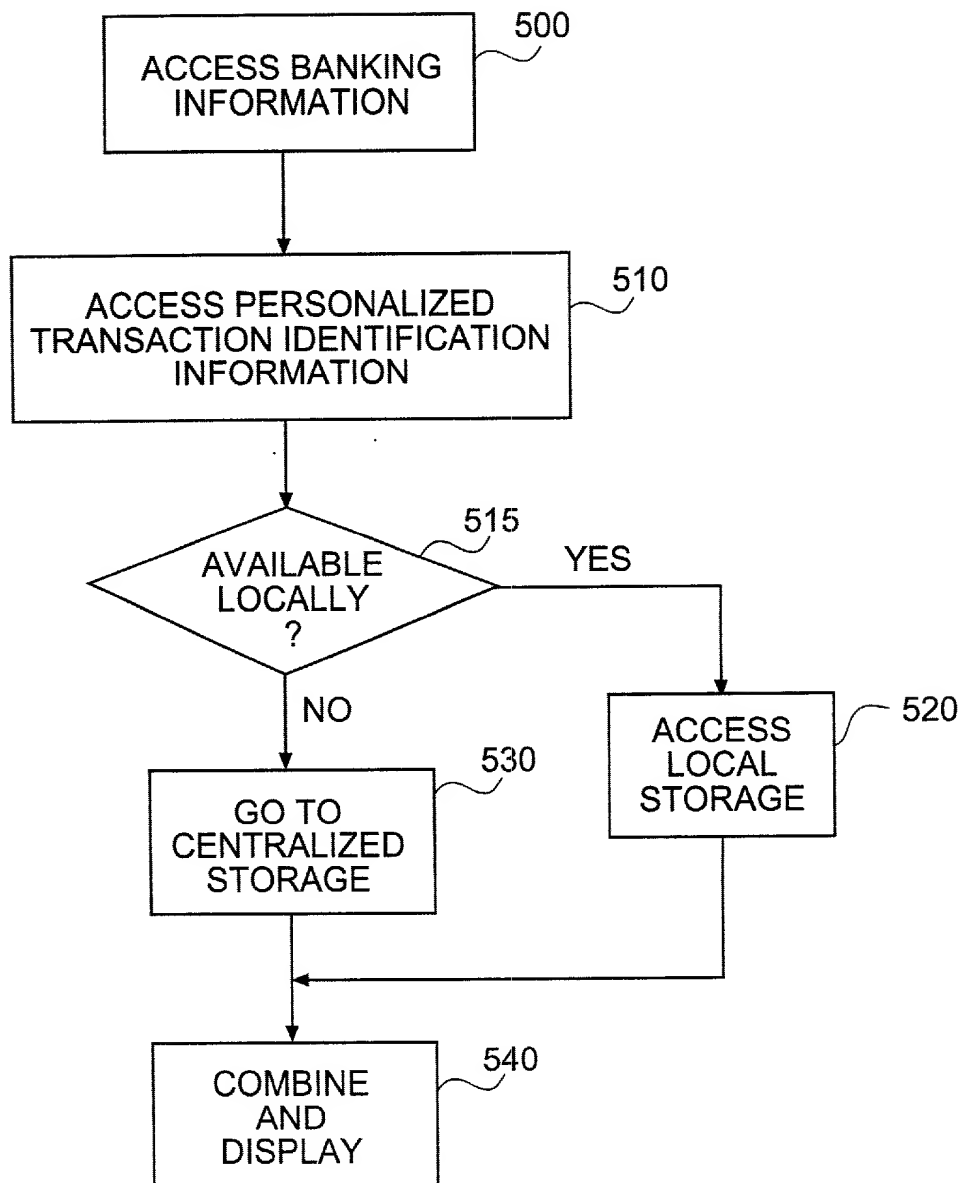 500
ACCESS BANKING
INFORMATION
510
ACCESS PERSONALIZED
TRANSACTION IDENTIFICATION
INFORMATION
515
AVAILABLE
LOCALLY
?
YES
NO
520
ACCESS
LOCAL
STORAGE
530
GO TO
CENTRALIZED
STORAGE
540
COMBINE
AND
DISPLAY